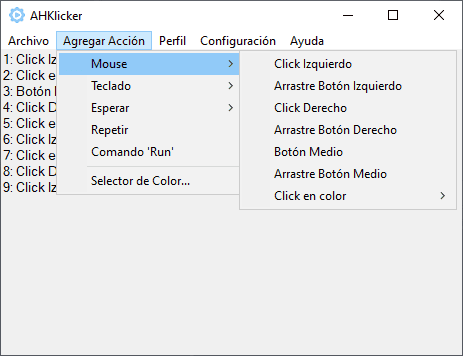 AHKlicker
Archivo Agregar Acción Perfil Configuración Ayuda
Mouse
Teclado
Esperar
Repetir
Comando 'Run'
Selector de Color...
Click Izquierdo
Arrastre Botón Izquierdo
Click Derecho
Arrastre Botón Derecho
Botón Medio
Arrastre Botón Medio
Click en color
1: Click Iz
2: Click e
3: Botón
4: Click D
5: Click e
6: Click Iz
7: Click e
8: Click D
9: Click Iz